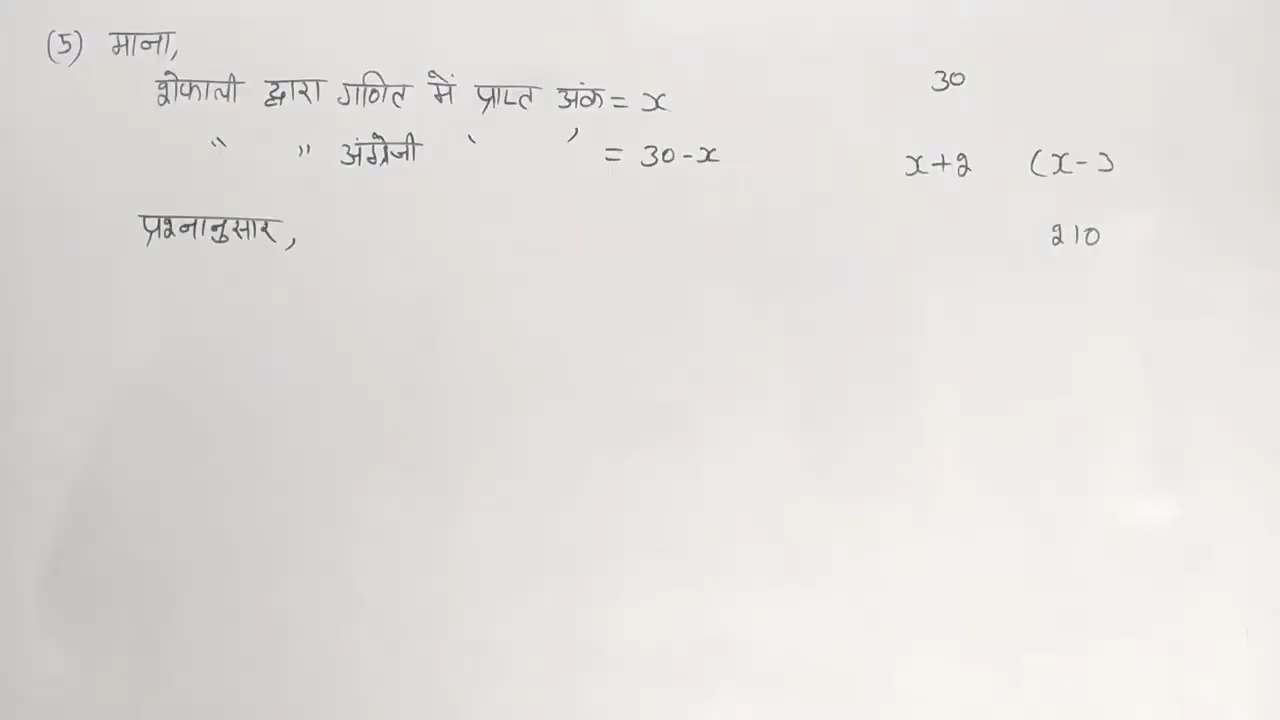 (5) माना,
शेफाली द्वारा गणित में प्राप्त अंक = x
" " अंग्रेजी " " = 30-x
प्रश्नानुसार,
30
x+2 (x-3
210